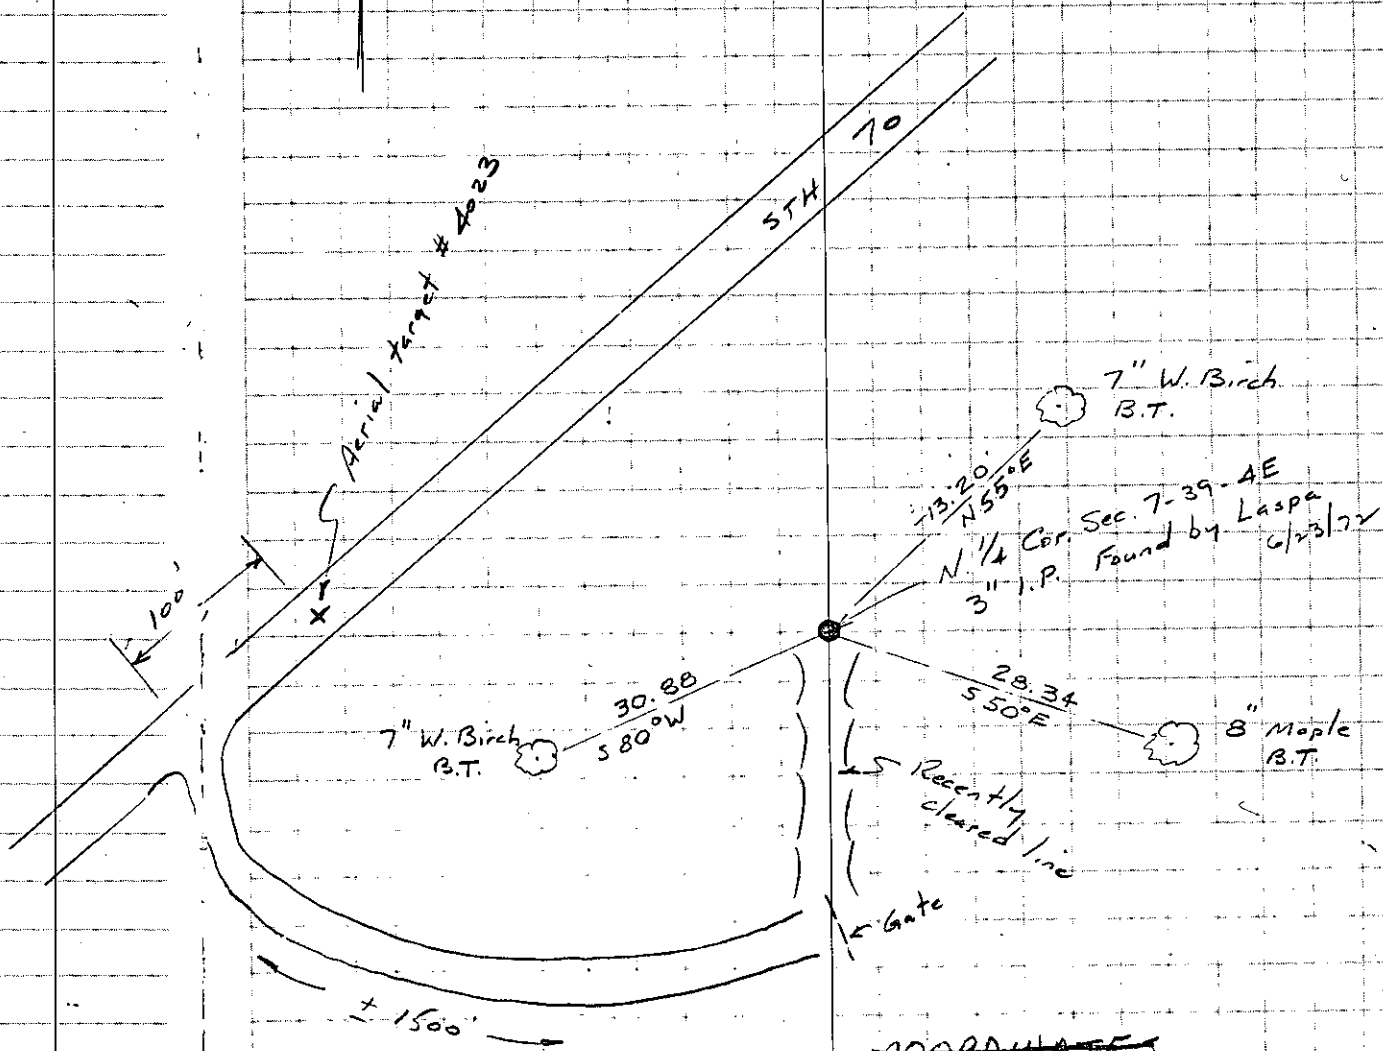 70
STH
Aerial target # 4023
7" W. Birch
B.T.
13.20
N55°E
N. 1/4 Cor. Sec. 7-39-4E
3" I.P. Found by Laspa
6/23/72
100'
30.88
S 80°W
28.34
S 50°E
7" W. Birch
B.T.
8" Maple
B.T.
Recently
cleared line
Gate
± 1500'